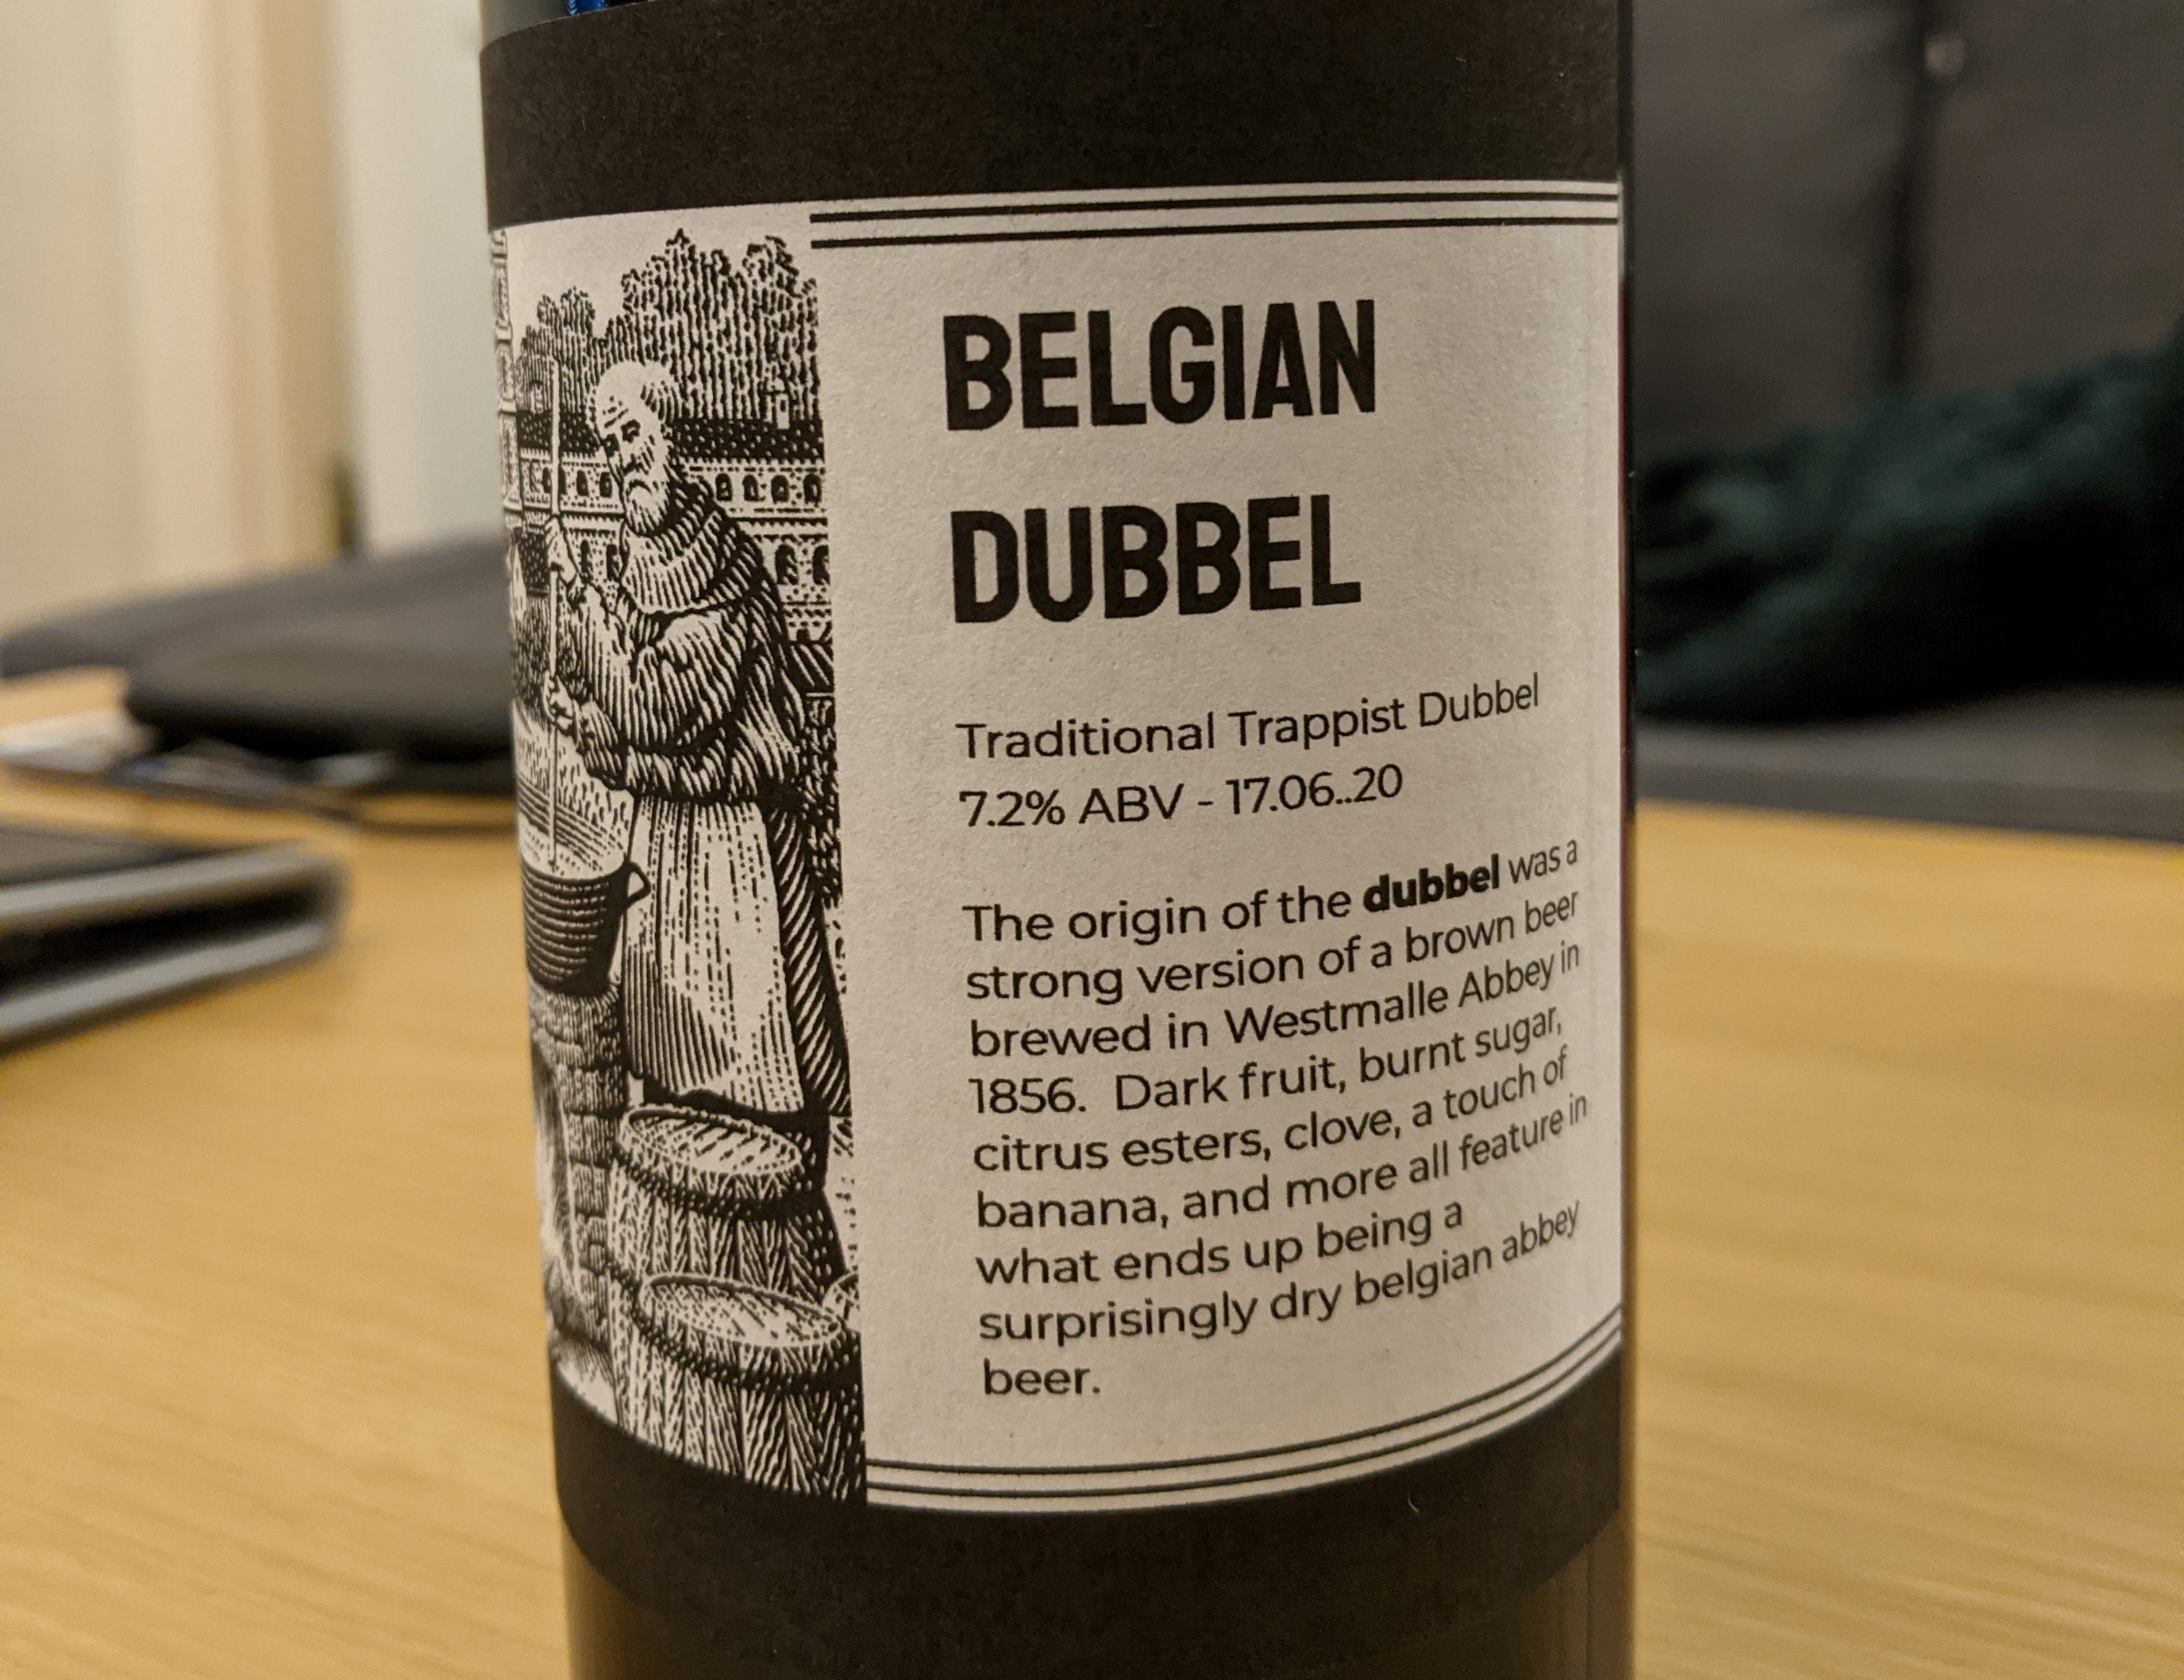 BELGIAN
DUBBEL
Traditional Trappist Dubbel
7.2% ABV - 17.06..20
The origin of the dubbel was a
strong version of a brown beer
brewed in Westmalle Abbey in
1856.  Dark fruit, burnt sugar,
citrus esters, clove, a touch of
banana, and more all feature in
what ends up being a
surprisingly dry belgian abbey
beer.